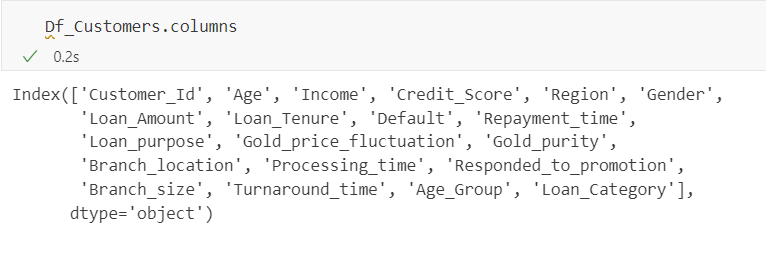 Df_Customers.columns
0.2s
Index(['Customer_Id', 'Age', 'Income', 'Credit_Score', 'Region', 'Gender',
'Loan_Amount', 'Loan_Tenure', 'Default', 'Repayment_time',
'Loan_purpose', 'Gold_price_fluctuation', 'Gold_purity',
'Branch_location', 'Processing_time', 'Responded_to_promotion',
'Branch_size', 'Turnaround_time', 'Age_Group', 'Loan_Category'],
dtype='object')